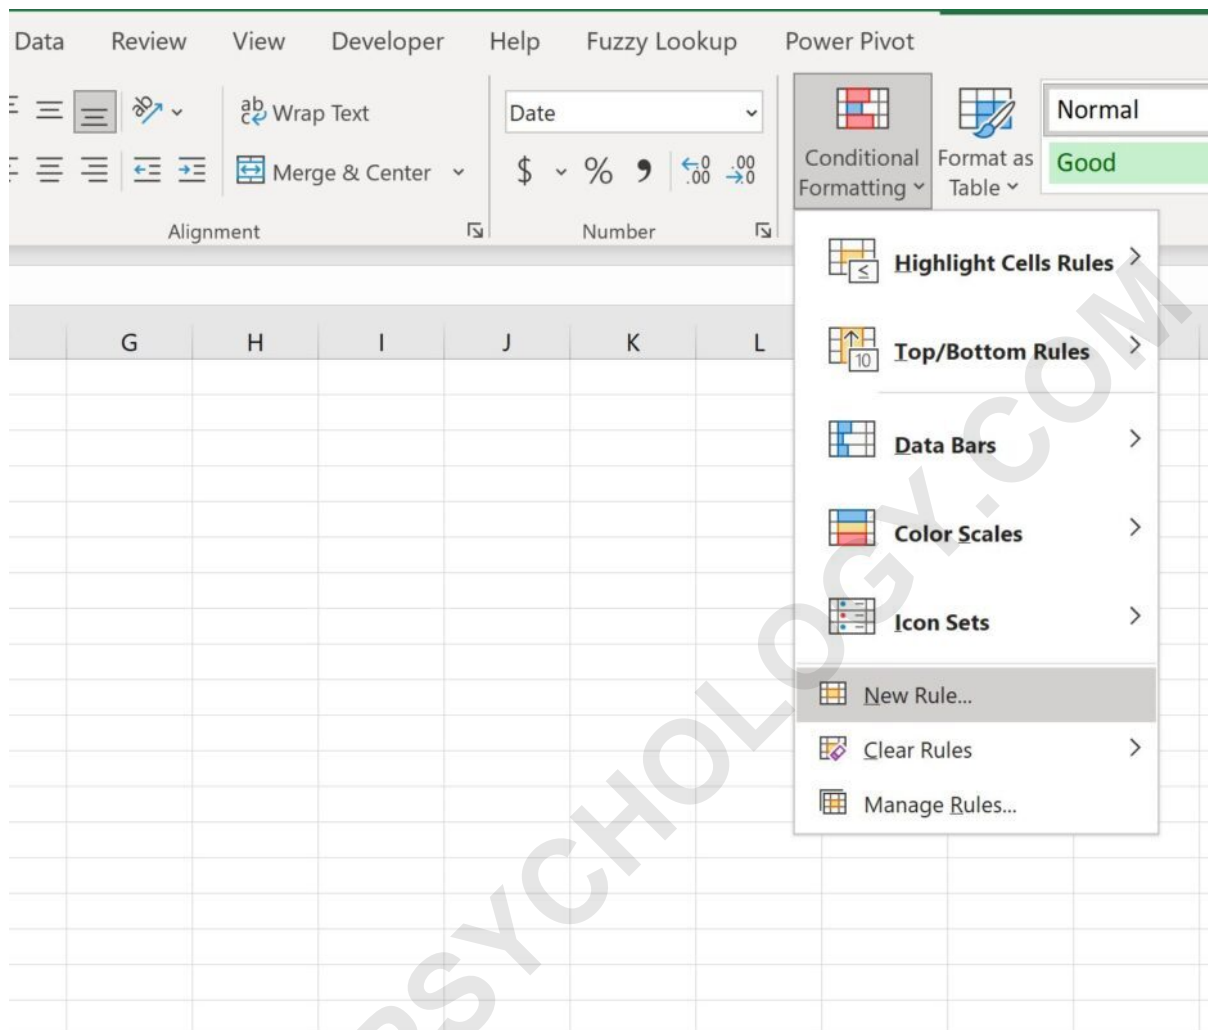 Data Review View Developer Help Fuzzy Lookup Power Pivot
ab Wrap Text
c
Date
Normal
Merge & Center
$ % , .0 .00 .00 .0
Conditional Formatting
Format as Table
Good
Alignment
Number
Highlight Cells Rules
≤
Top/Bottom Rules
10
G H I J K L
Data Bars
Color Scales
Icon Sets
New Rule...
Clear Rules
Manage Rules...
PSYCHOLOGY.COM